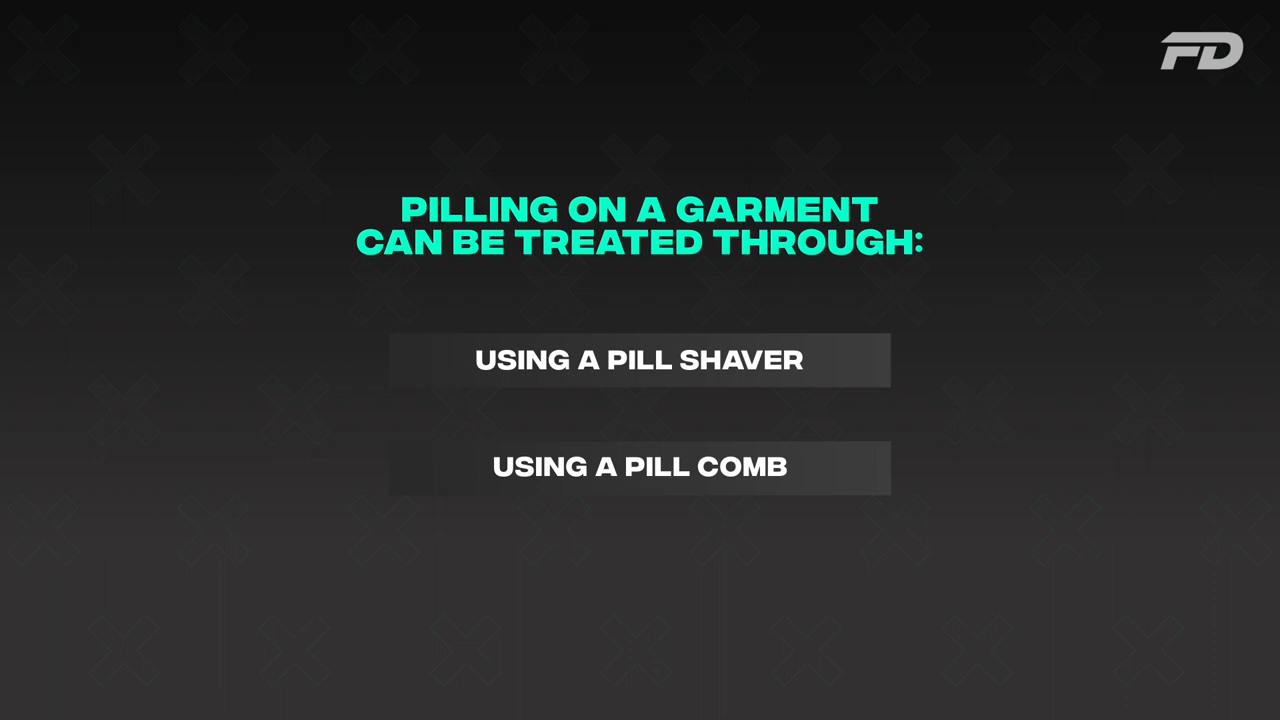 FD
PILLING ON A GARMENT
CAN BE TREATED THROUGH:
USING A PILL SHAVER
USING A PILL COMB